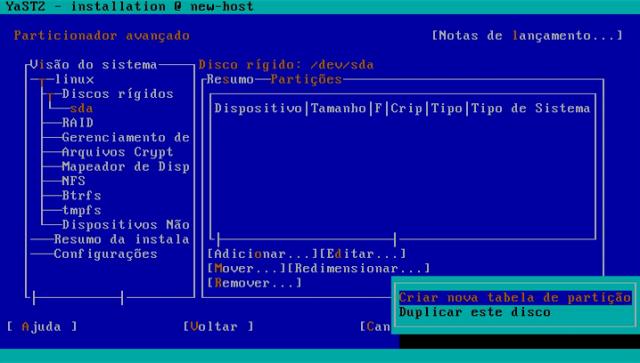 YaST2 - installation @ new-host
Particionador avançado [Notas de lançamento...]
Visão do sistema
linux
Discos rígidos
sda
RAID
Gerenciamento de
Arquivos Crypt
Mapeador de Disp
NFS
Btrfs
tmpfs
Dispositivos Não
Resumo da instala
Configurações
Disco rígido: /dev/sda
Resumo Partições
Dispositivo|Tamanho|F|Crip|Tipo|Tipo de Sistema
[Adicionar...][Editar...]
[Mover...][Redimensionar...]
[Remover...]
Criar nova tabela de partição
Duplicar este disco
[ Ajuda ] [Voltar ] [Can